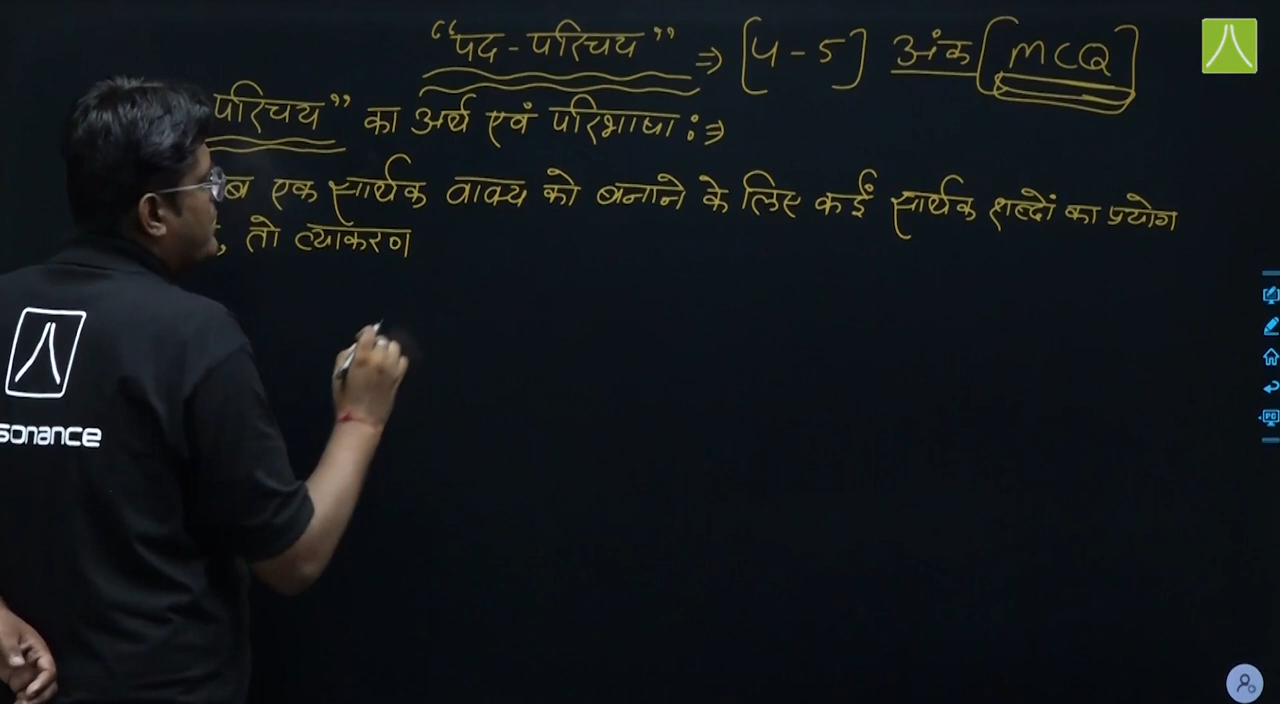 “पद-परिचय” ⇒ [4-5] अंक [MCQ]
परिचय” का अर्थ एवं परिभाषा :⇒
एक सार्थक वाक्य को बनाने के लिए कई सार्थक शब्दों का प्रयोग
, तो व्याकरण
sonance